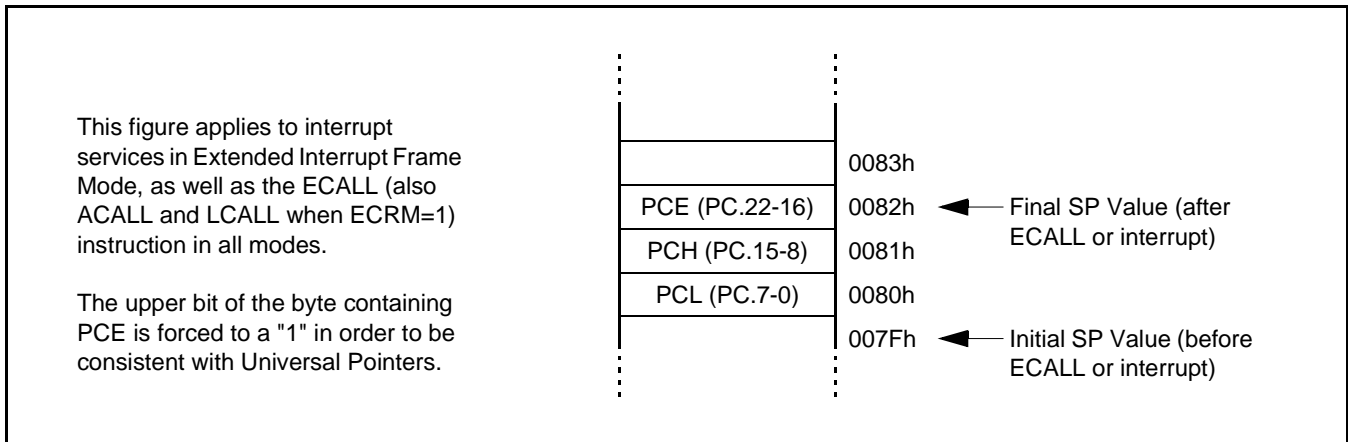 This figure applies to interrupt
services in Extended Interrupt Frame
Mode, as well as the ECALL (also
ACALL and LCALL when ECRM=1)
instruction in all modes.
The upper bit of the byte containing
PCE is forced to a "1" in order to be
consistent with Universal Pointers.
0083h
PCE (PC.22-16) 0082h Final SP Value (after
ECALL or interrupt)
PCH (PC.15-8) 0081h
PCL (PC.7-0) 0080h
007Fh Initial SP Value (before
ECALL or interrupt)